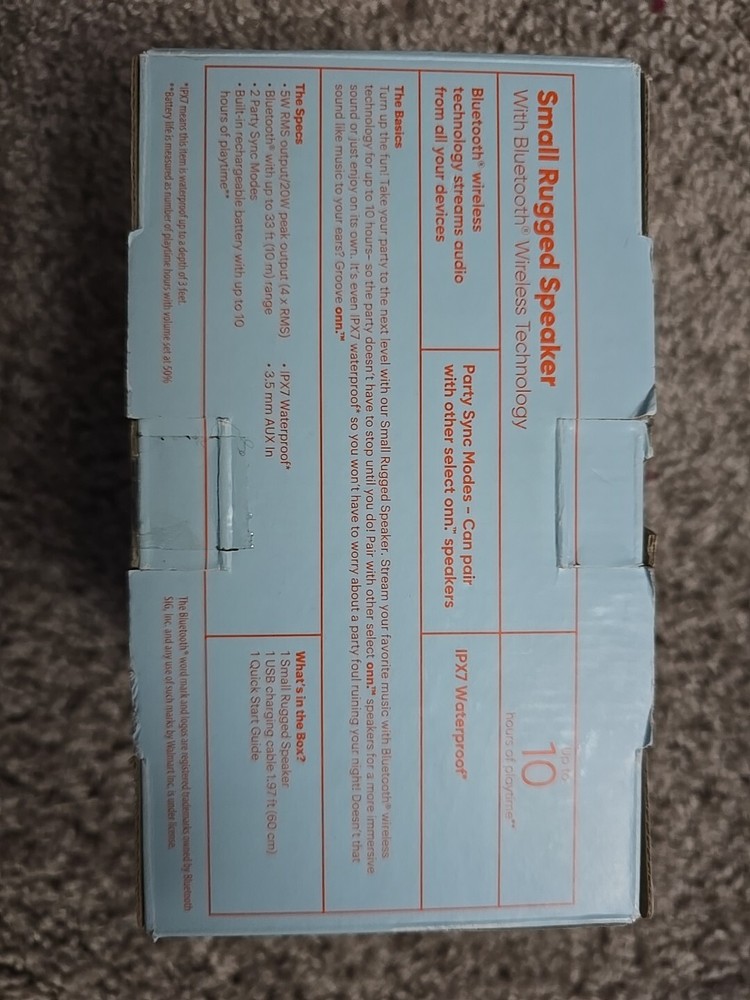 Small Rugged Speaker
With Bluetooth® Wireless Technology
up to
10
hours of playtime**
Bluetooth® wireless
technology streams audio
from all your devices
Party Sync Modes – Can pair
with other select onn.™ speakers
IPX7 Waterproof*
The Basics
Turn up the fun! Take your party to the next level with our Small Rugged Speaker. Stream your favorite music with Bluetooth® wireless
technology for up to 10 hours– so the party doesn't have to stop until you do! Pair with other select onn.™ speakers for a more immersive
sound or just enjoy on its own. It's even IPX7 waterproof* so you won't have to worry about a party foul ruining your night! Doesn't that
sound like music to your ears? Groove onn.™
The Specs
• 5W RMS output/20W peak output (4 x RMS)
• Bluetooth® with up to 33 ft (10 m) range
• 2 Party Sync Modes
• Built-in rechargeable battery with up to 10
hours of playtime**
• IPX7 Waterproof*
• 3.5 mm AUX In
What's in the Box?
1 Small Rugged Speaker
1 USB charging cable 1.97 ft (60 cm)
1 Quick Start Guide
*IPX7 means this item is waterproof up to a depth of 3 feet.
**Battery life is measured as number of playtime hours with volume set at 50%
The Bluetooth® word mark and logos are registered trademarks owned by Bluetooth
SIG, Inc. and any use of such marks by Walmart Inc. is under license.